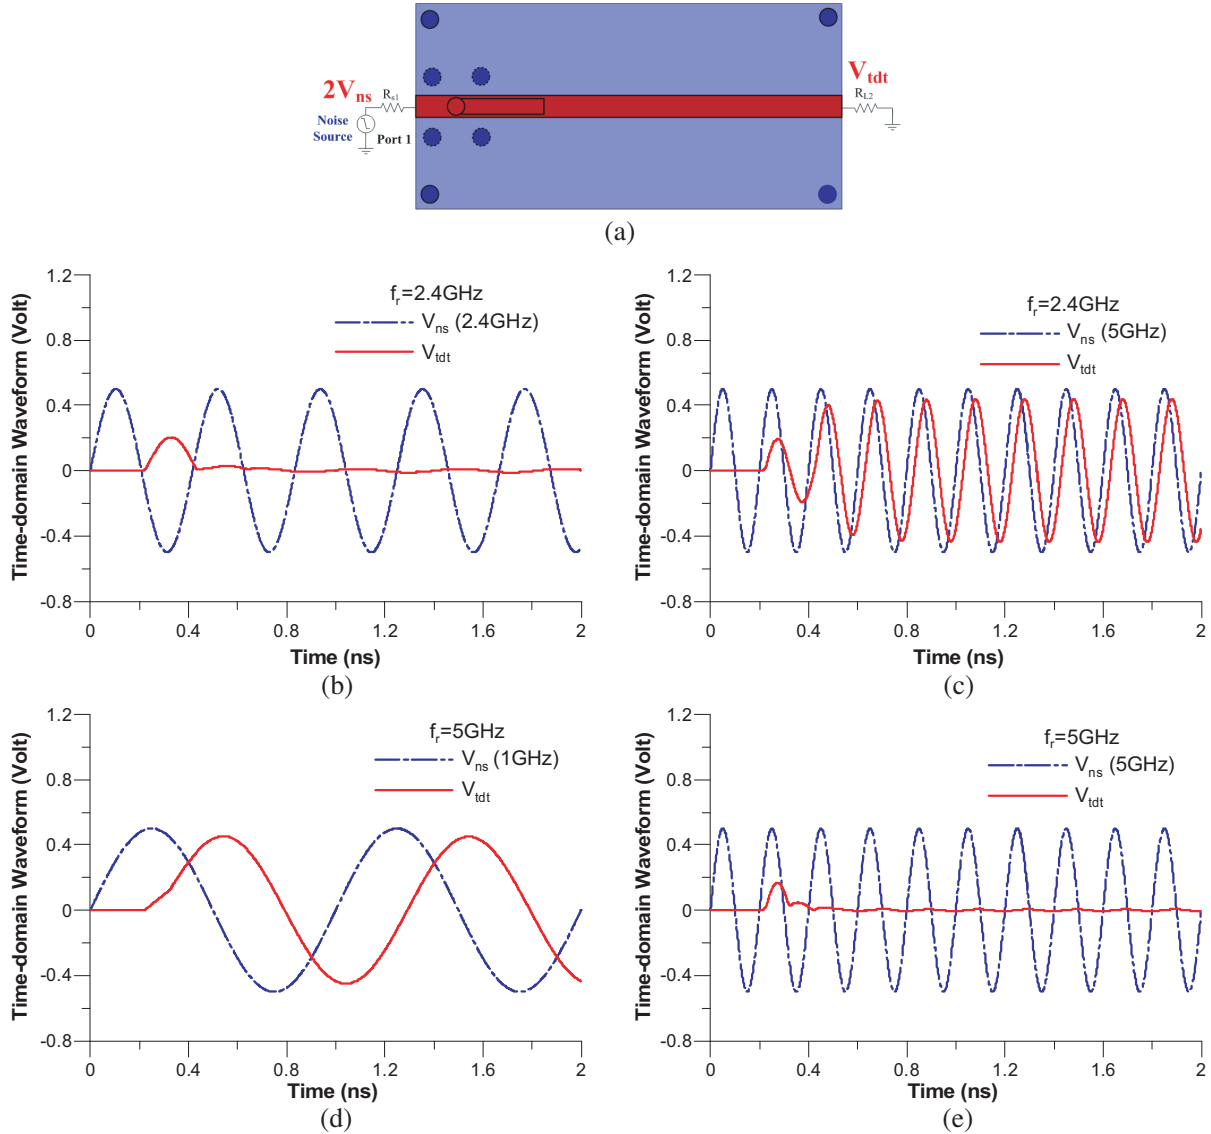 2Vns
Rs1
Noise
Source
Port 1
Vtdt
RL2
(a)
Time-domain Waveform (Volt)
1.2
0.8
0.4
0
-0.4
-0.8
fr=2.4GHz
Vns (2.4GHz)
Vtdt
0 0.4 0.8 1.2 1.6 2
Time (ns)
(b)
Time-domain Waveform (Volt)
1.2
0.8
0.4
0
-0.4
-0.8
fr=2.4GHz
Vns (5GHz)
Vtdt
0 0.4 0.8 1.2 1.6 2
Time (ns)
(c)
Time-domain Waveform (Volt)
1.2
0.8
0.4
0
-0.4
-0.8
fr=5GHz
Vns (1GHz)
Vtdt
0 0.4 0.8 1.2 1.6 2
Time (ns)
(d)
Time-domain Waveform (Volt)
1.2
0.8
0.4
0
-0.4
-0.8
fr=5GHz
Vns (5GHz)
Vtdt
0 0.4 0.8 1.2 1.6 2
Time (ns)
(e)